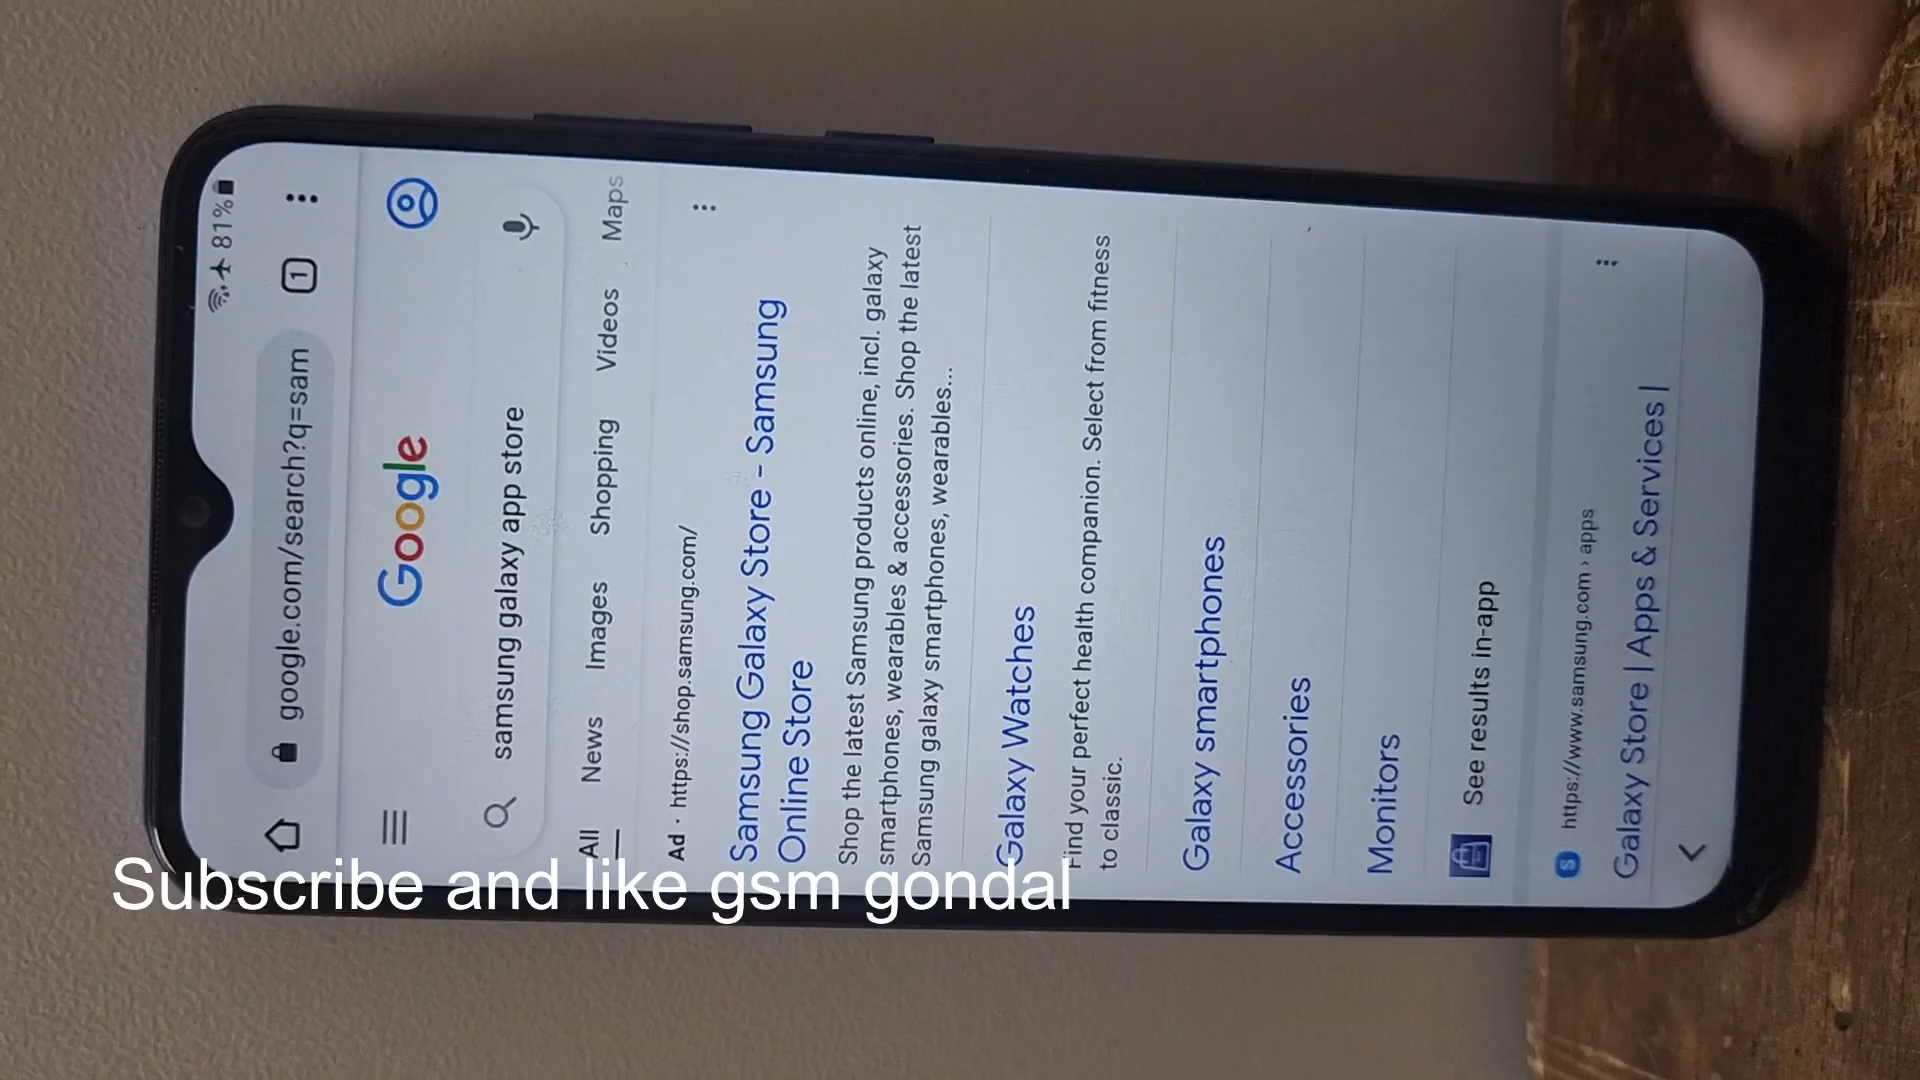 81%
google.com/search?q=sam
1
Google
samsung galaxy app store
All News Images Shopping Videos Maps
Ad · https://shop.samsung.com/
Samsung Galaxy Store - Samsung
Online Store
Shop the latest Samsung products online, incl. galaxy
smartphones, wearables & accessories. Shop the latest
Samsung galaxy smartphones, wearables...
Galaxy Watches
Find your perfect health companion. Select from fitness
to classic.
Galaxy smartphones
Accessories
Monitors
See results in-app
S https://www.samsung.com › apps
Galaxy Store | Apps & Services |
Subscribe and like gsm gondal